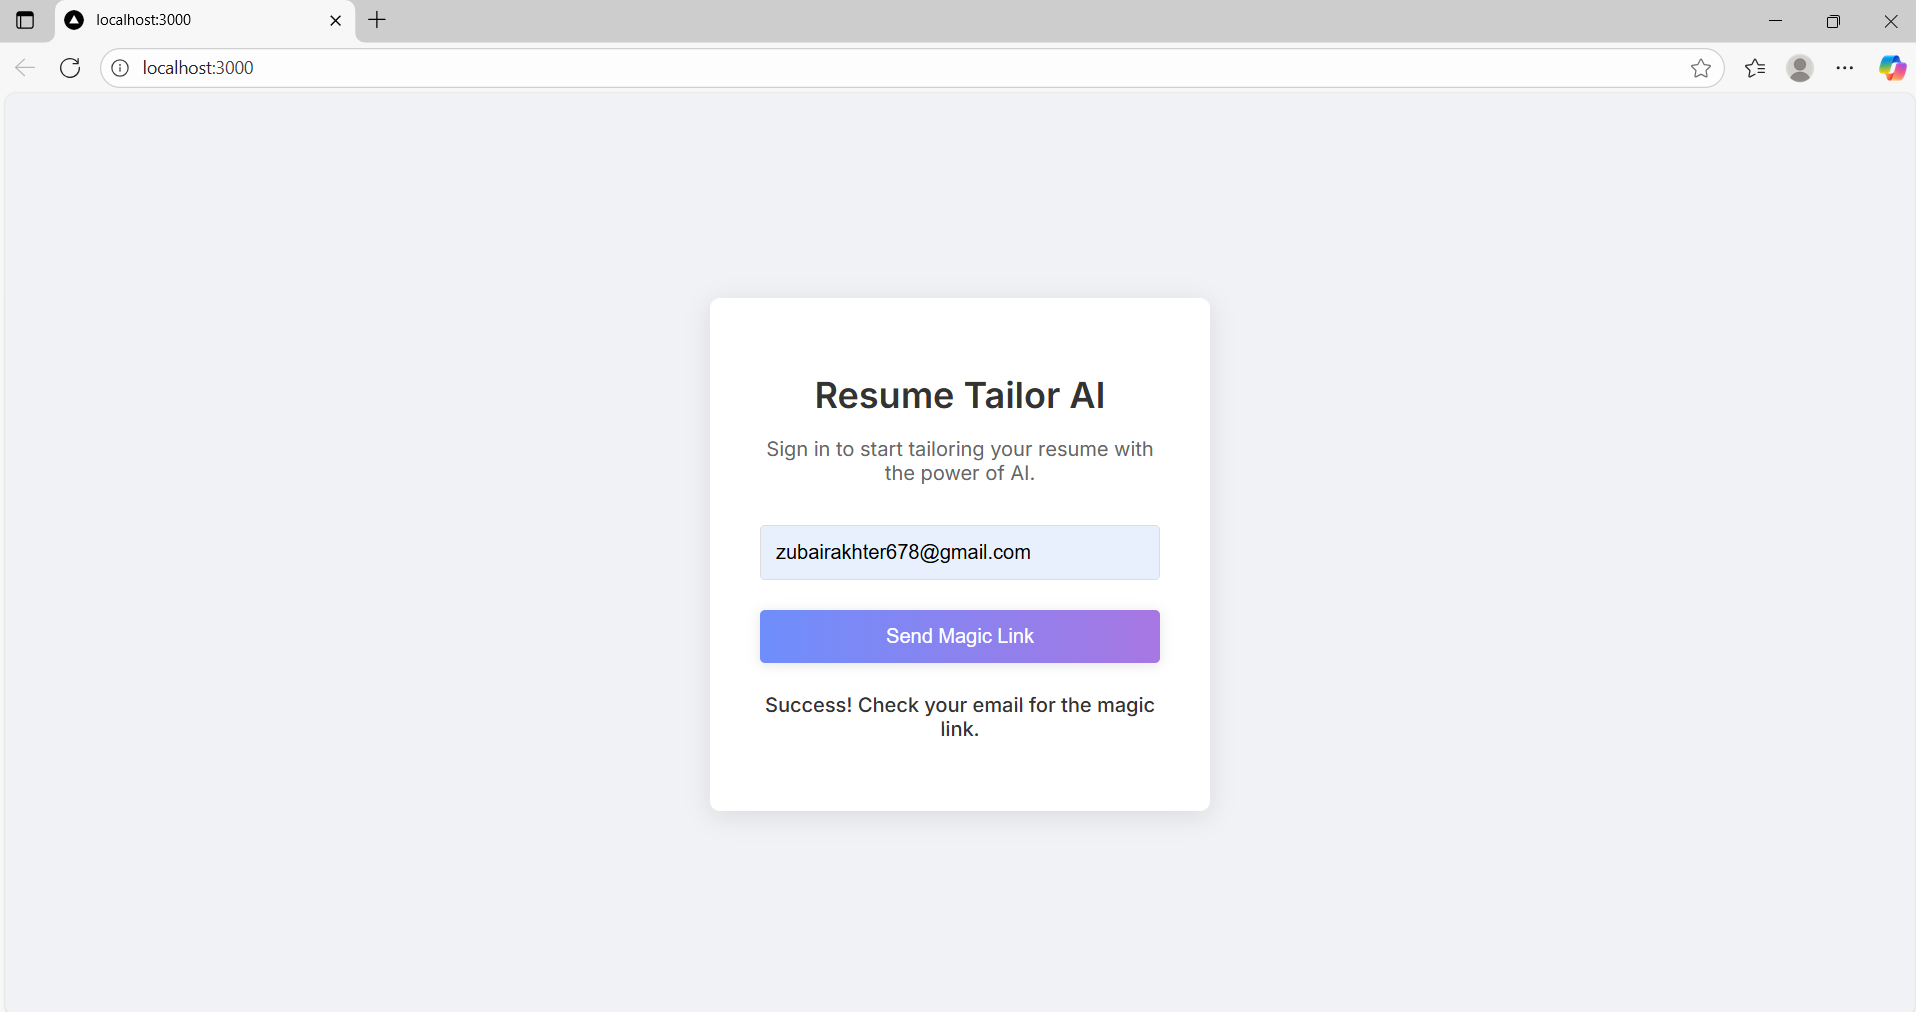 localhost:3000
localhost:3000
Resume Tailor AI
Sign in to start tailoring your resume with
the power of AI.
zubairakhter678@gmail.com
Send Magic Link
Success! Check your email for the magic
link.